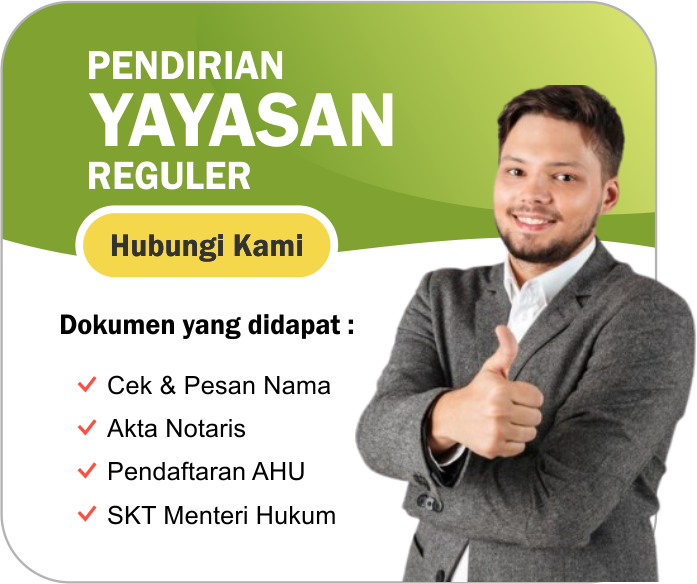 PENDIRIAN
YAYASAN
REGULER
Hubungi Kami
Dokumen yang didapat :
Cek & Pesan Nama
Akta Notaris
Pendaftaran AHU
SKT Menteri Hukum